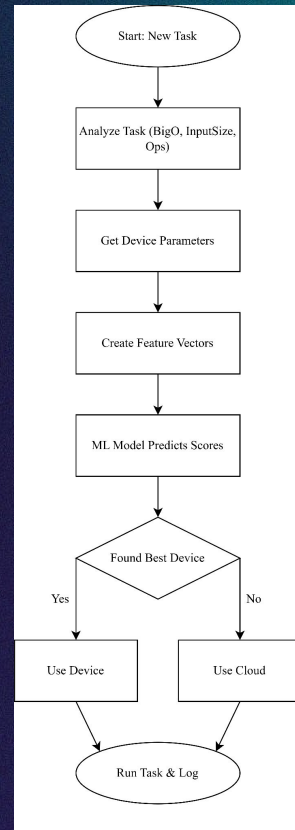 Start: New Task
Analyze Task (BigO, InputSize,
Ops)
Get Device Parameters
Create Feature Vectors
ML Model Predicts Scores
Found Best Device
Yes
No
Use Device
Use Cloud
Run Task & Log